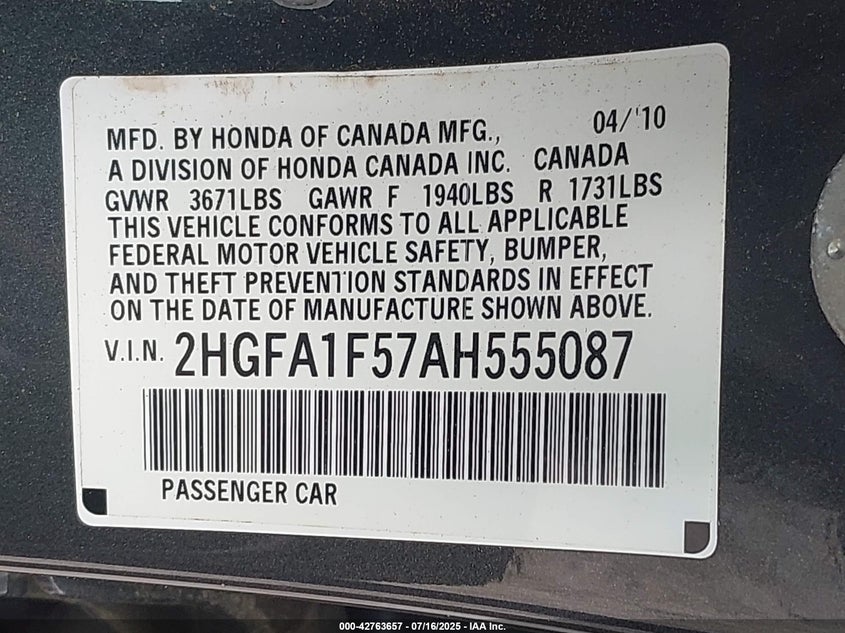 04/'10
MFD. BY HONDA OF CANADA MFG.,
A DIVISION OF HONDA CANADA INC. CANADA
GVWR 3671LBS GAWR F 1940LBS R 1731LBS
THIS VEHICLE CONFORMS TO ALL APPLICABLE
FEDERAL MOTOR VEHICLE SAFETY, BUMPER,
AND THEFT PREVENTION STANDARDS IN EFFECT
ON THE DATE OF MANUFACTURE SHOWN ABOVE.
V.I.N. 2HGFA1F57AH555087
PASSENGER CAR
000-42763657 - 07/16/2025 - IAA Inc.